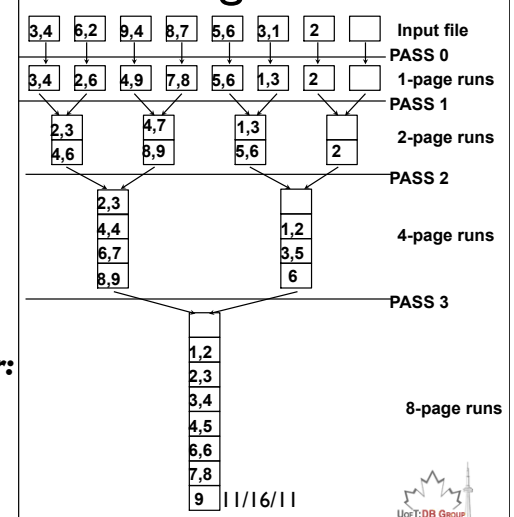 3,4 6,2 9,4 8,7 5,6 3,1 2 Input file
PASS 0
3,4 2,6 4,9 7,8 5,6 1,3 2 1-page runs
PASS 1
2,3 4,7 1,3
2-page runs
4,6 8,9 5,6 2
PASS 2
2,3
4,4 1,2
4-page runs
6,7 3,5
8,9 6
PASS 3
1,2
2,3
r:
3,4
8-page runs
4,5
6,6
7,8
9 11/16/11
UofT:DB GROUP